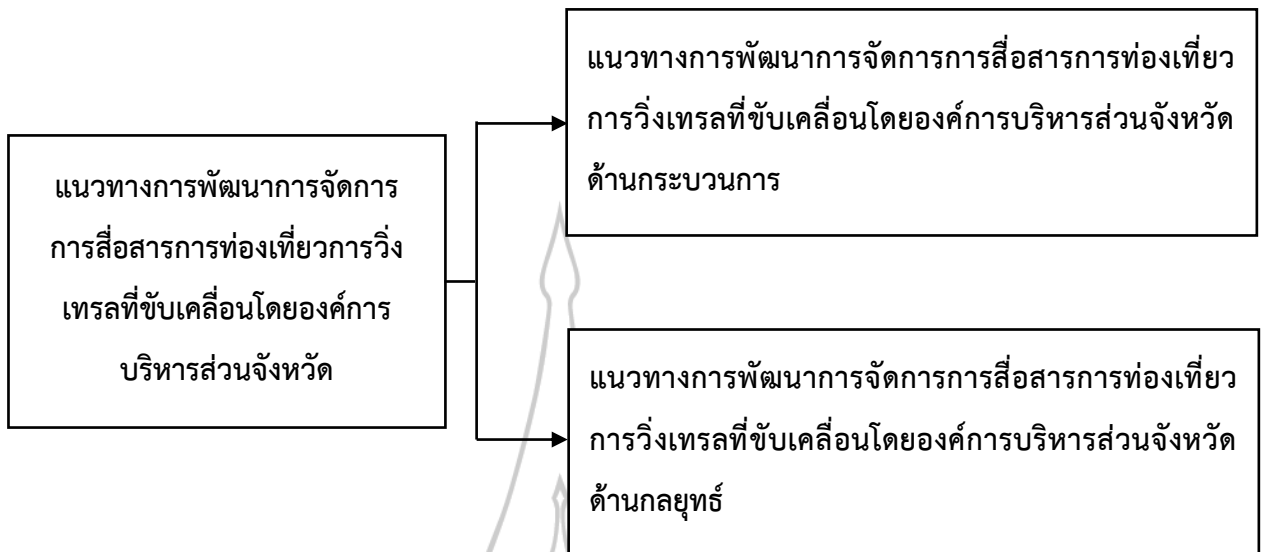 แนวทางการพัฒนาการจัดการ
การสื่อสารการท่องเที่ยวการวิ่ง
เทรลที่ขับเคลื่อนโดยองค์การ
บริหารส่วนจังหวัด
แนวทางการพัฒนาการจัดการการสื่อสารการท่องเที่ยว
การวิ่งเทรลที่ขับเคลื่อนโดยองค์การบริหารส่วนจังหวัด
ด้านกระบวนการ
แนวทางการพัฒนาการจัดการการสื่อสารการท่องเที่ยว
การวิ่งเทรลที่ขับเคลื่อนโดยองค์การบริหารส่วนจังหวัด
ด้านกลยุทธ์